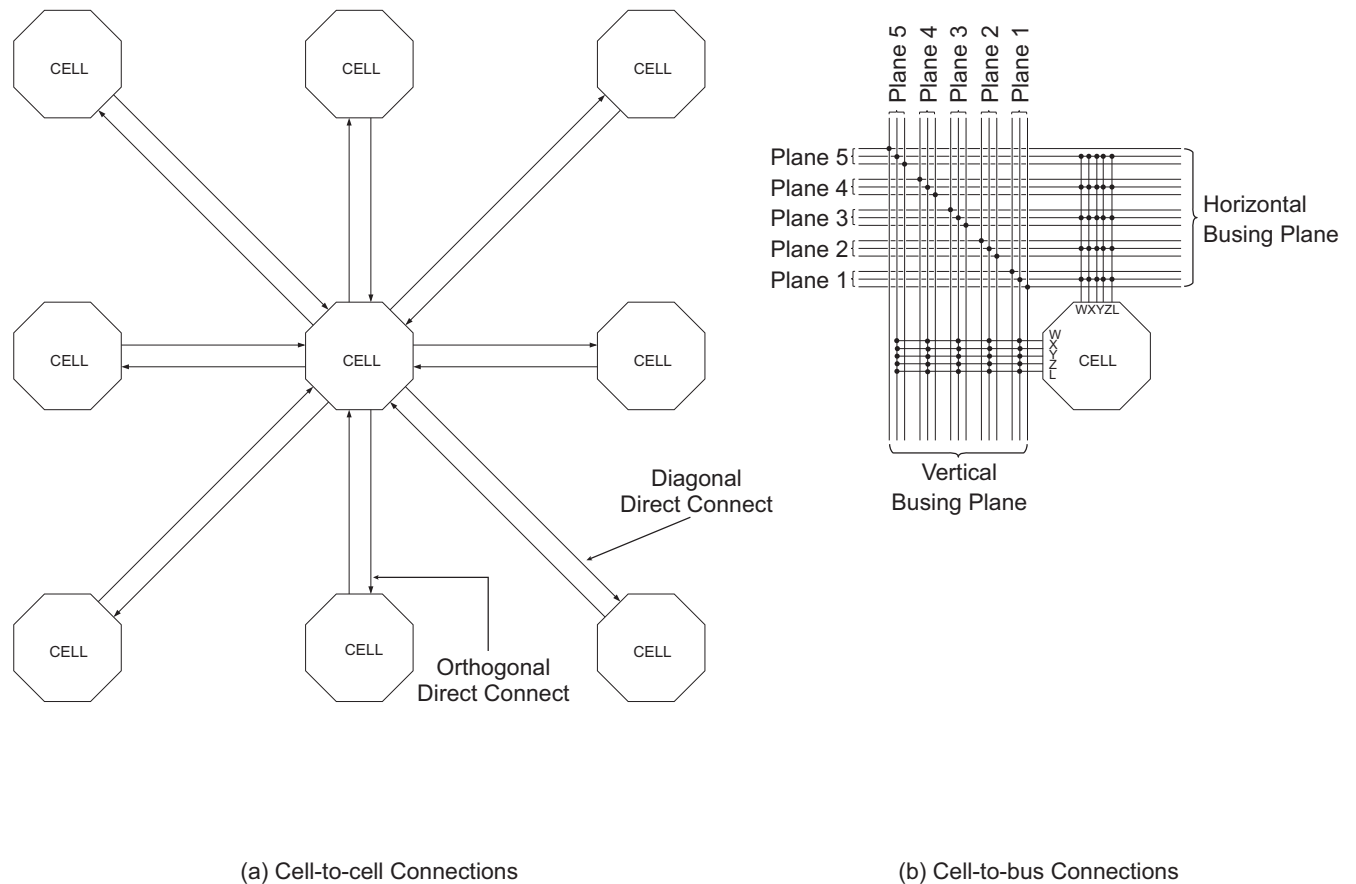 CELL
CELL
CELL
CELL
CELL
CELL
CELL
CELL
CELL
Diagonal
Direct Connect
Orthogonal
Direct Connect
(a) Cell-to-cell Connections
Plane 5
Plane 4
Plane 3
Plane 2
Plane 1
Plane 5
Plane 4
Plane 3
Plane 2
Plane 1
Horizontal
Busing Plane
WXYZL
W
X
Y
Z
L
CELL
Vertical
Busing Plane
(b) Cell-to-bus Connections